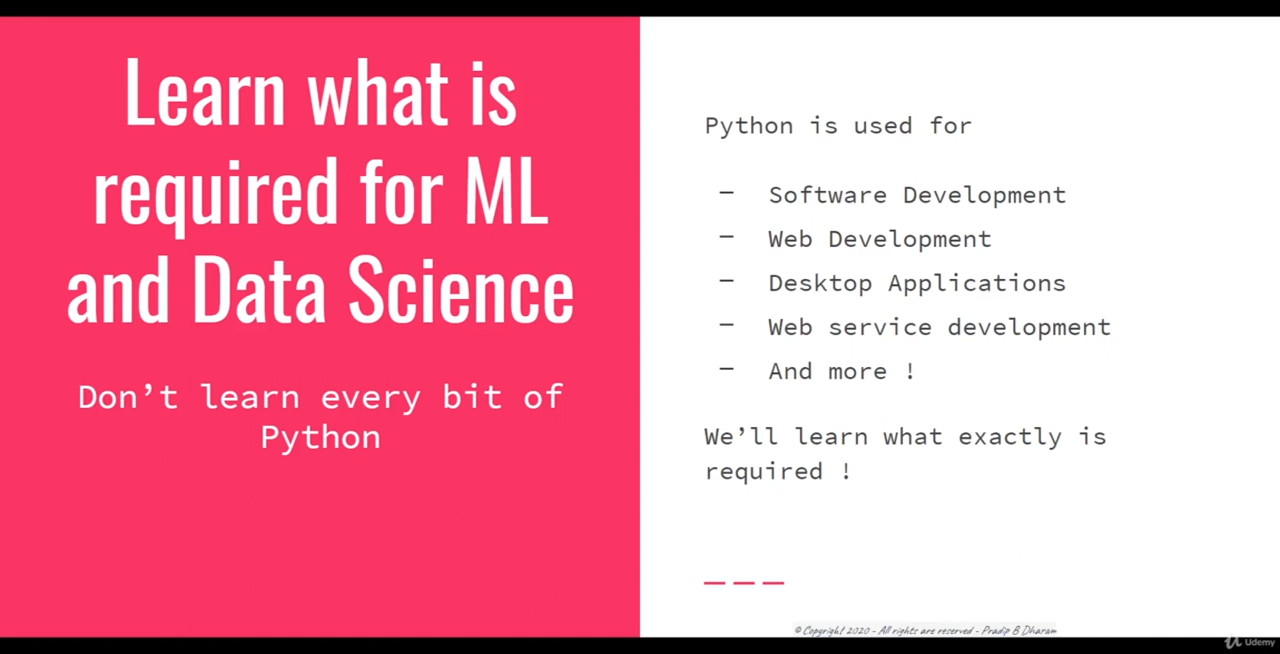 Learn what is
required for ML
and Data Science
Don’t learn every bit of
Python
Python is used for
– Software Development
– Web Development
– Desktop Applications
– Web service development
– And more !
We’ll learn what exactly is
required !
© Copyright 2020 - All rights are reserved - Pradip B Dharam
Udemy